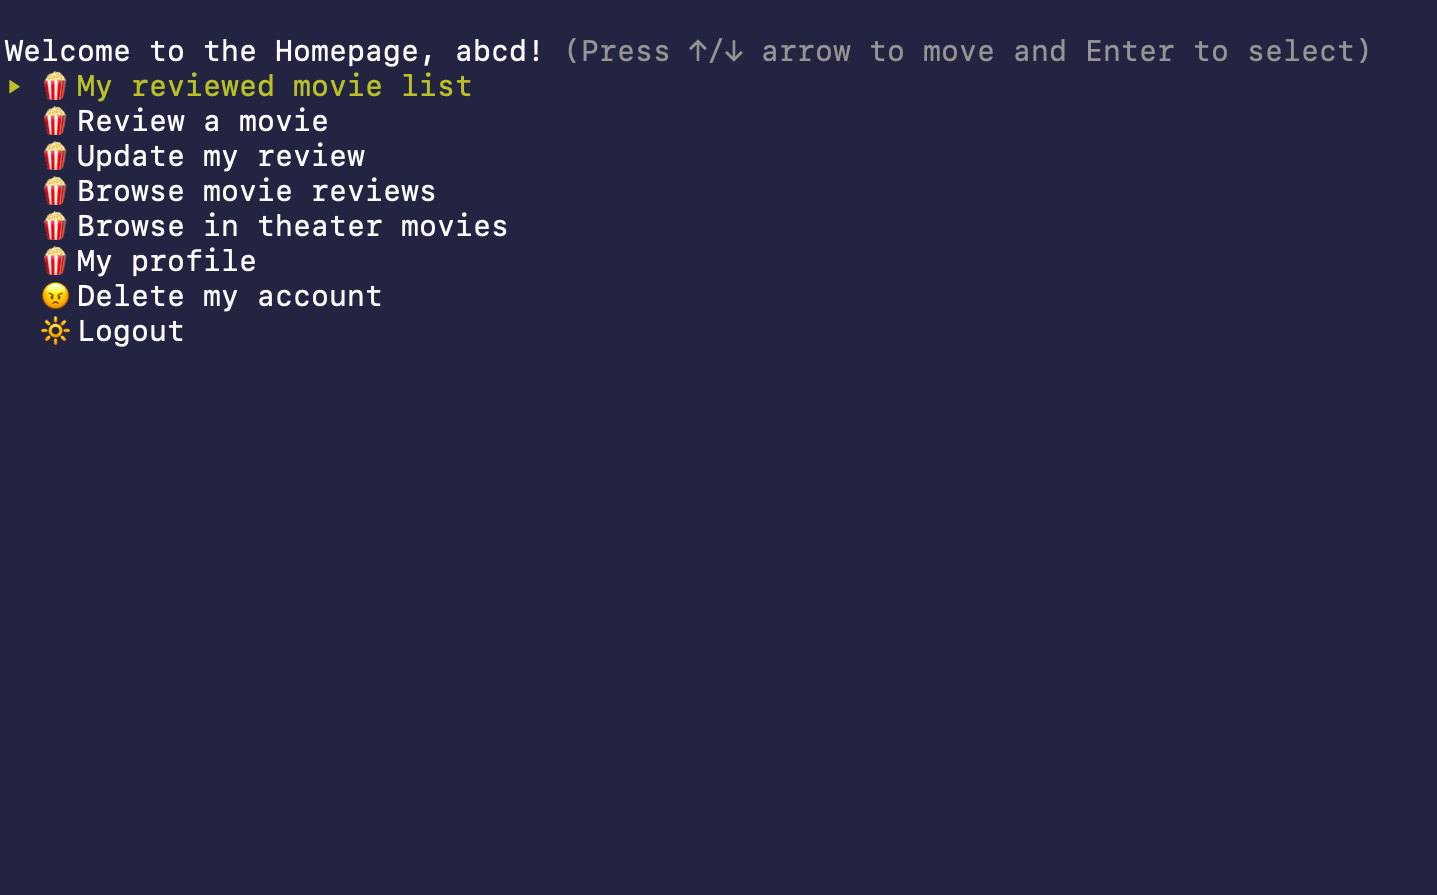 Welcome to the Homepage, abcd! (Press ↑/↓ arrow to move and Enter to select)
‣ 🍿My reviewed movie list
🍿Review a movie
🍿Update my review
🍿Browse movie reviews
🍿Browse in theater movies
🍿My profile
😠Delete my account
🔆Logout